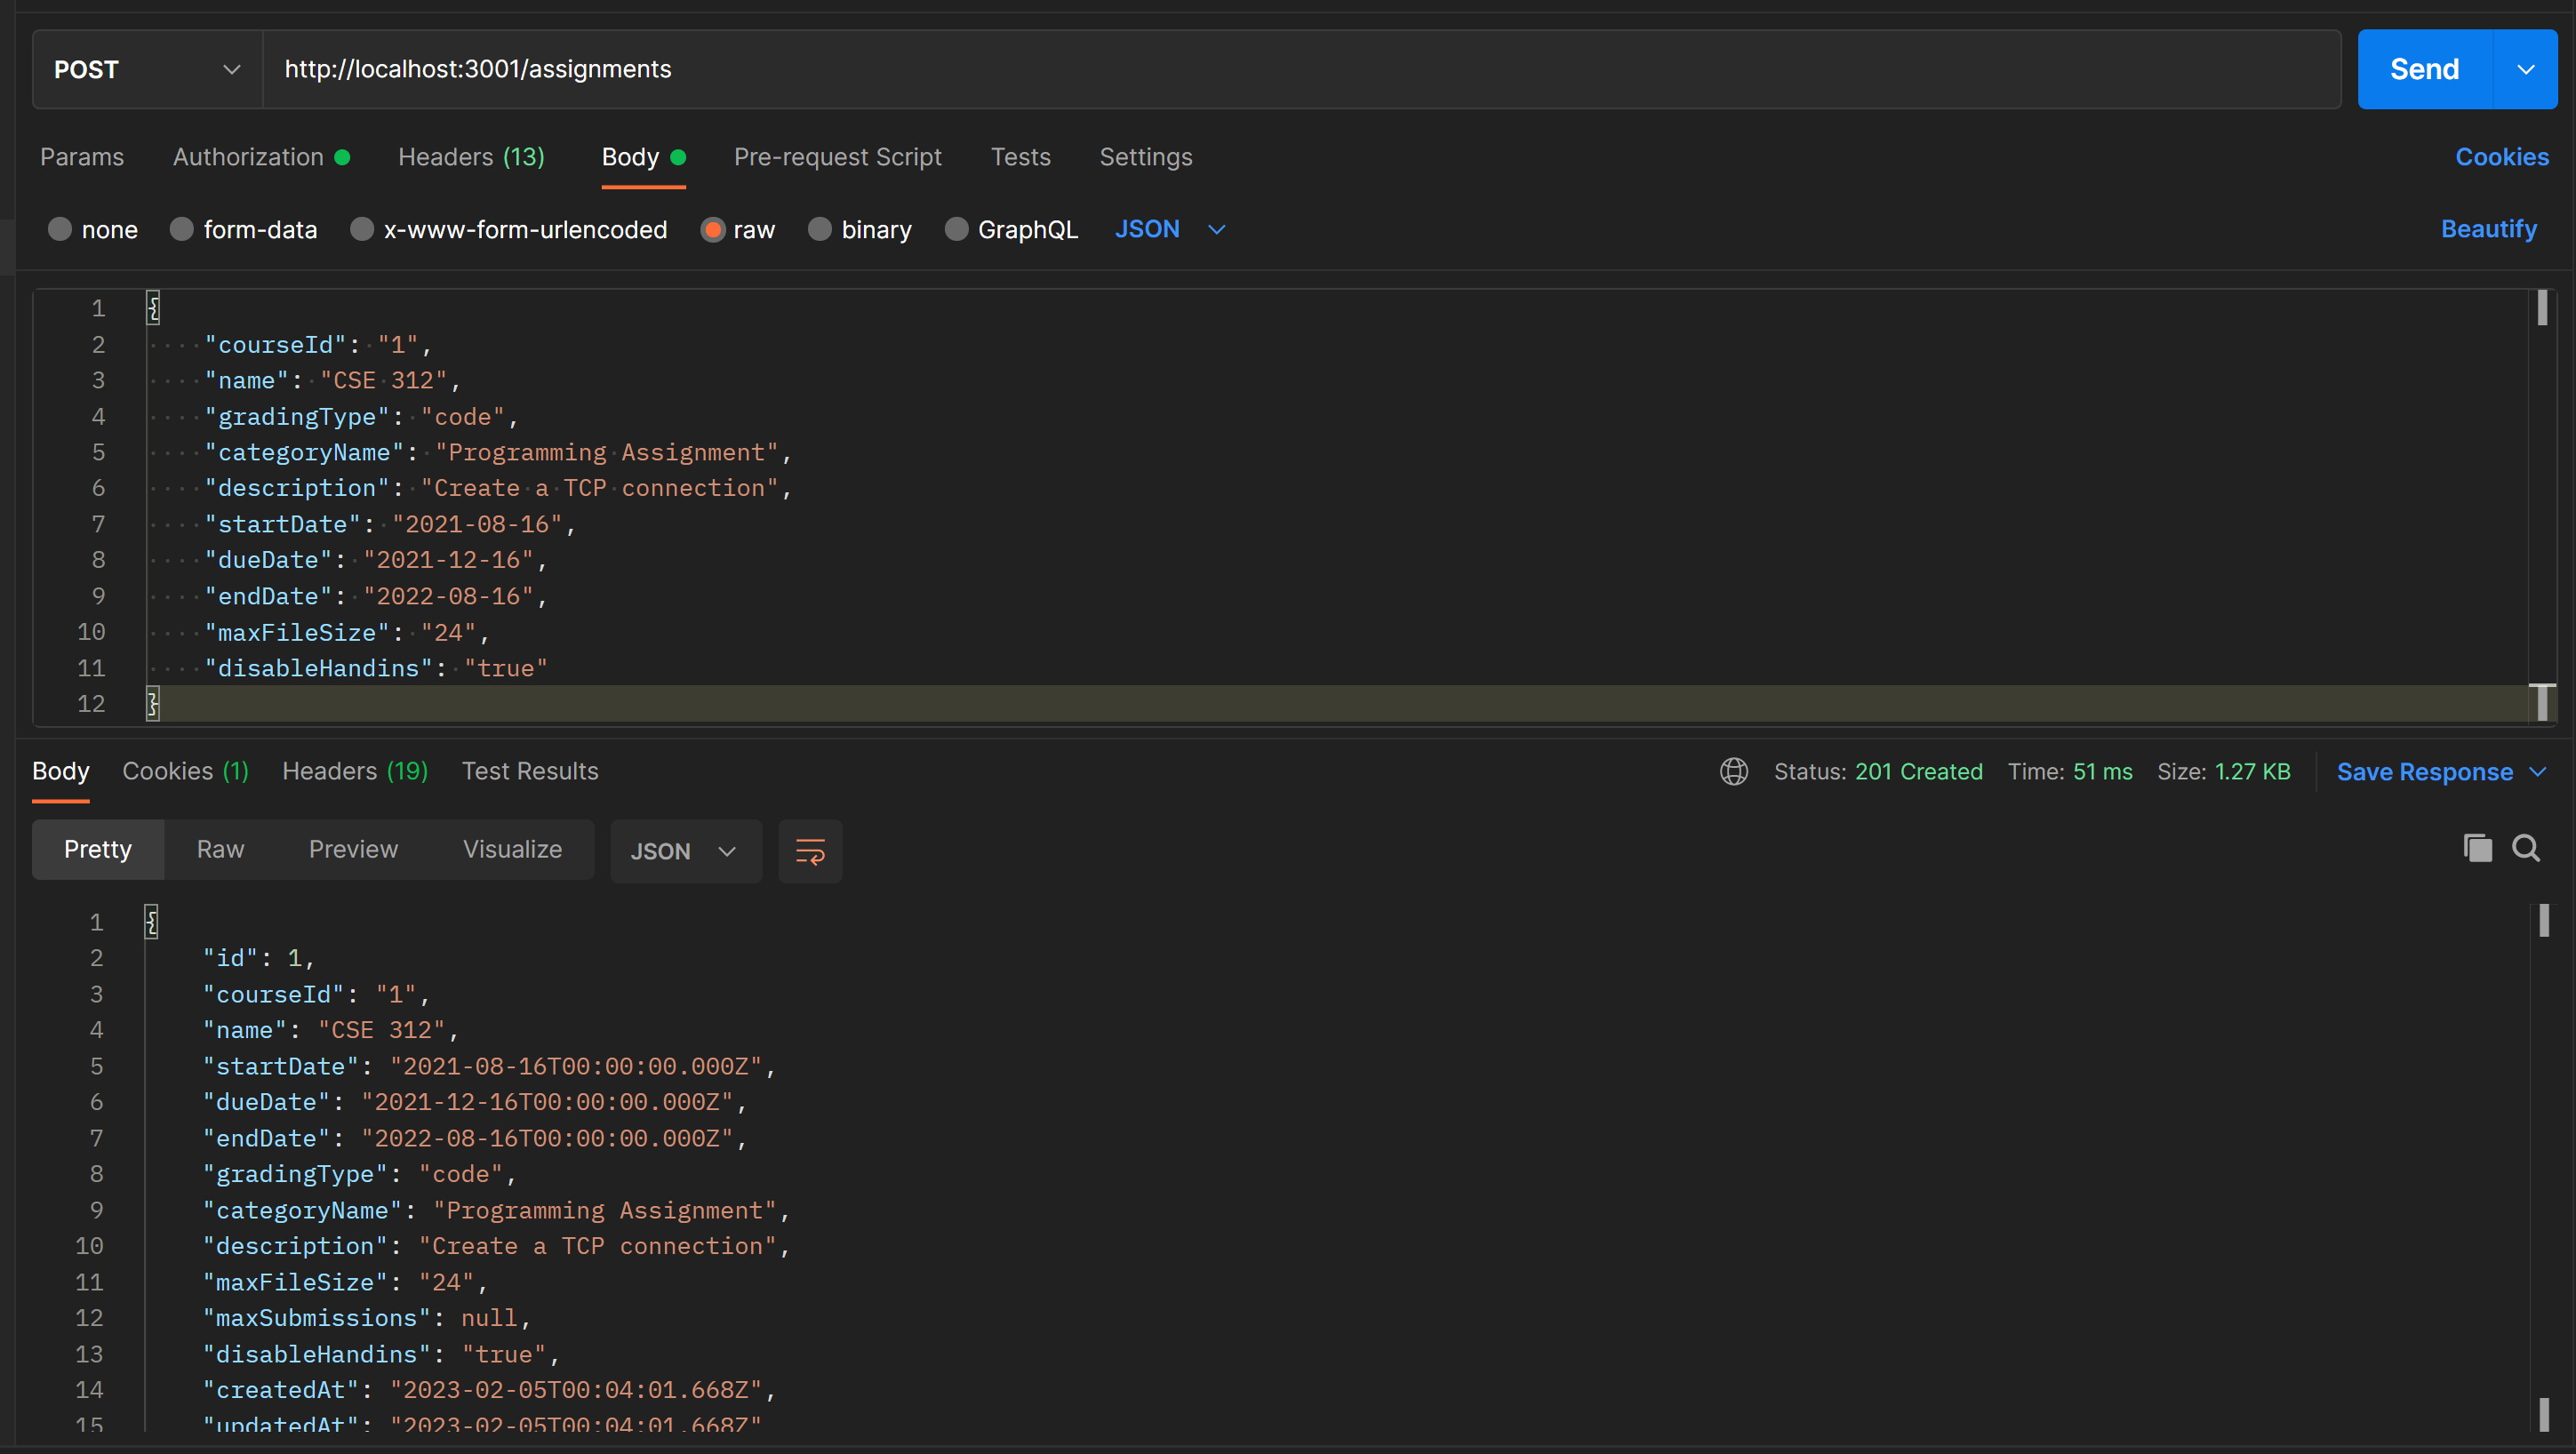 POST http://localhost:3001/assignments Send
Params Authorization Headers (13) Body Pre-request Script Tests Settings Cookies
none form-data x-www-form-urlencoded raw binary GraphQL JSON Beautify
1 {
2 "courseId": "1",
3 "name": "CSE 312",
4 "gradingType": "code",
5 "categoryName": "Programming Assignment",
6 "description": "Create a TCP connection",
7 "startDate": "2021-08-16",
8 "dueDate": "2021-12-16",
9 "endDate": "2022-08-16",
10 "maxFileSize": "24",
11 "disableHandins": "true"
12 }
Body Cookies (1) Headers (19) Test Results Status: 201 Created Time: 51 ms Size: 1.27 KB Save Response
Pretty Raw Preview Visualize JSON
1 {
2 "id": 1,
3 "courseId": "1",
4 "name": "CSE 312",
5 "startDate": "2021-08-16T00:00:00.000Z",
6 "dueDate": "2021-12-16T00:00:00.000Z",
7 "endDate": "2022-08-16T00:00:00.000Z",
8 "gradingType": "code",
9 "categoryName": "Programming Assignment",
10 "description": "Create a TCP connection",
11 "maxFileSize": "24",
12 "maxSubmissions": null,
13 "disableHandins": "true",
14 "createdAt": "2023-02-05T00:04:01.668Z",
15 "updatedAt": "2023-02-05T00:04:01.668Z"